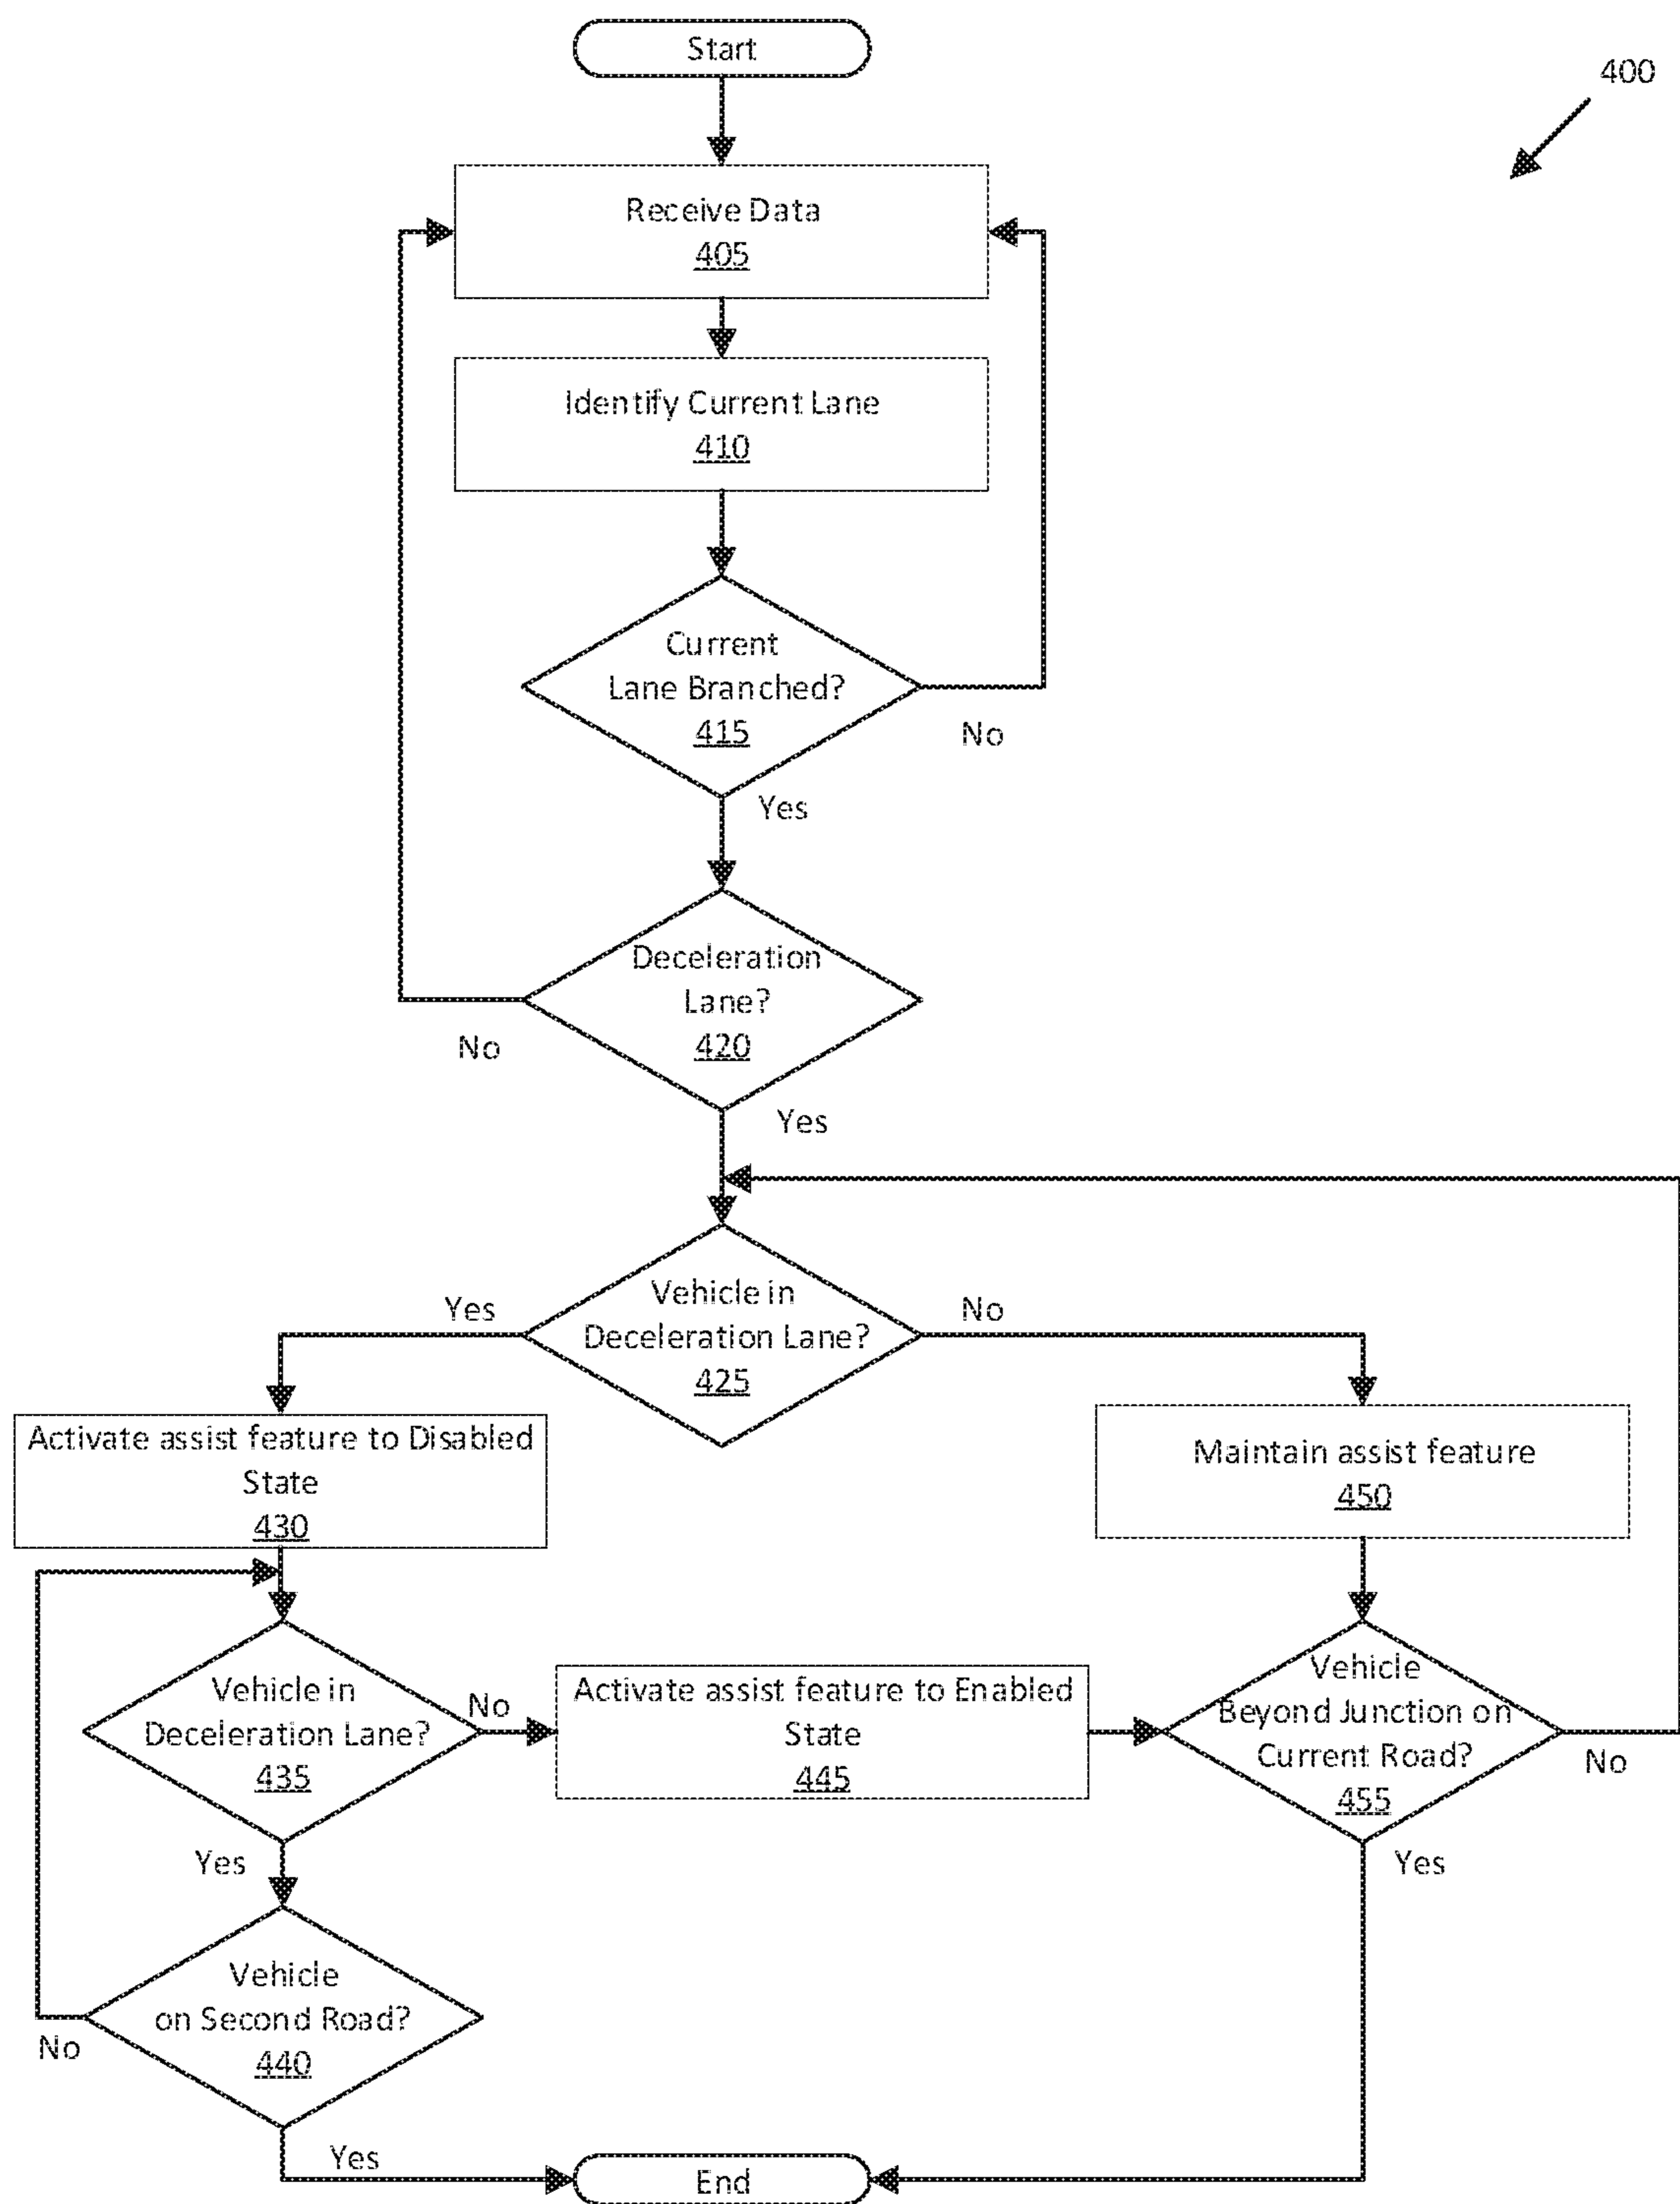 Start
400
Receive Data
405
Identify Current Lane
410
Current
Lane Branched?
415
No
Yes
Deceleration
Lane?
420
No
Yes
Vehicle in
Deceleration Lane?
425
Yes
No
Activate assist feature to Disabled
State
430
Maintain assist feature
450
Vehicle in
Deceleration Lane?
435
No
Yes
Activate assist feature to Enabled
State
445
Vehicle
Beyond Junction on
Current Road?
455
No
Yes
Vehicle
on Second Road?
440
No
Yes
End